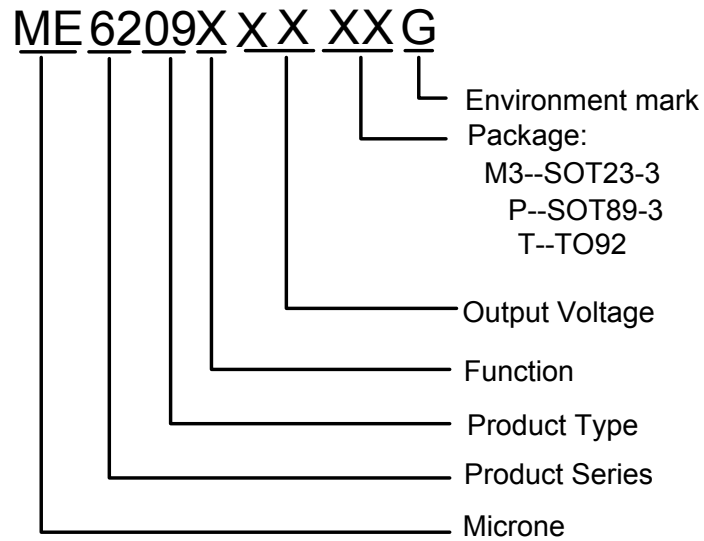 ME6209X X X XX G
Environment mark
Package:
M3--SOT23-3
P--SOT89-3
T--TO92
Output Voltage
Function
Product Type
Product Series
Microne